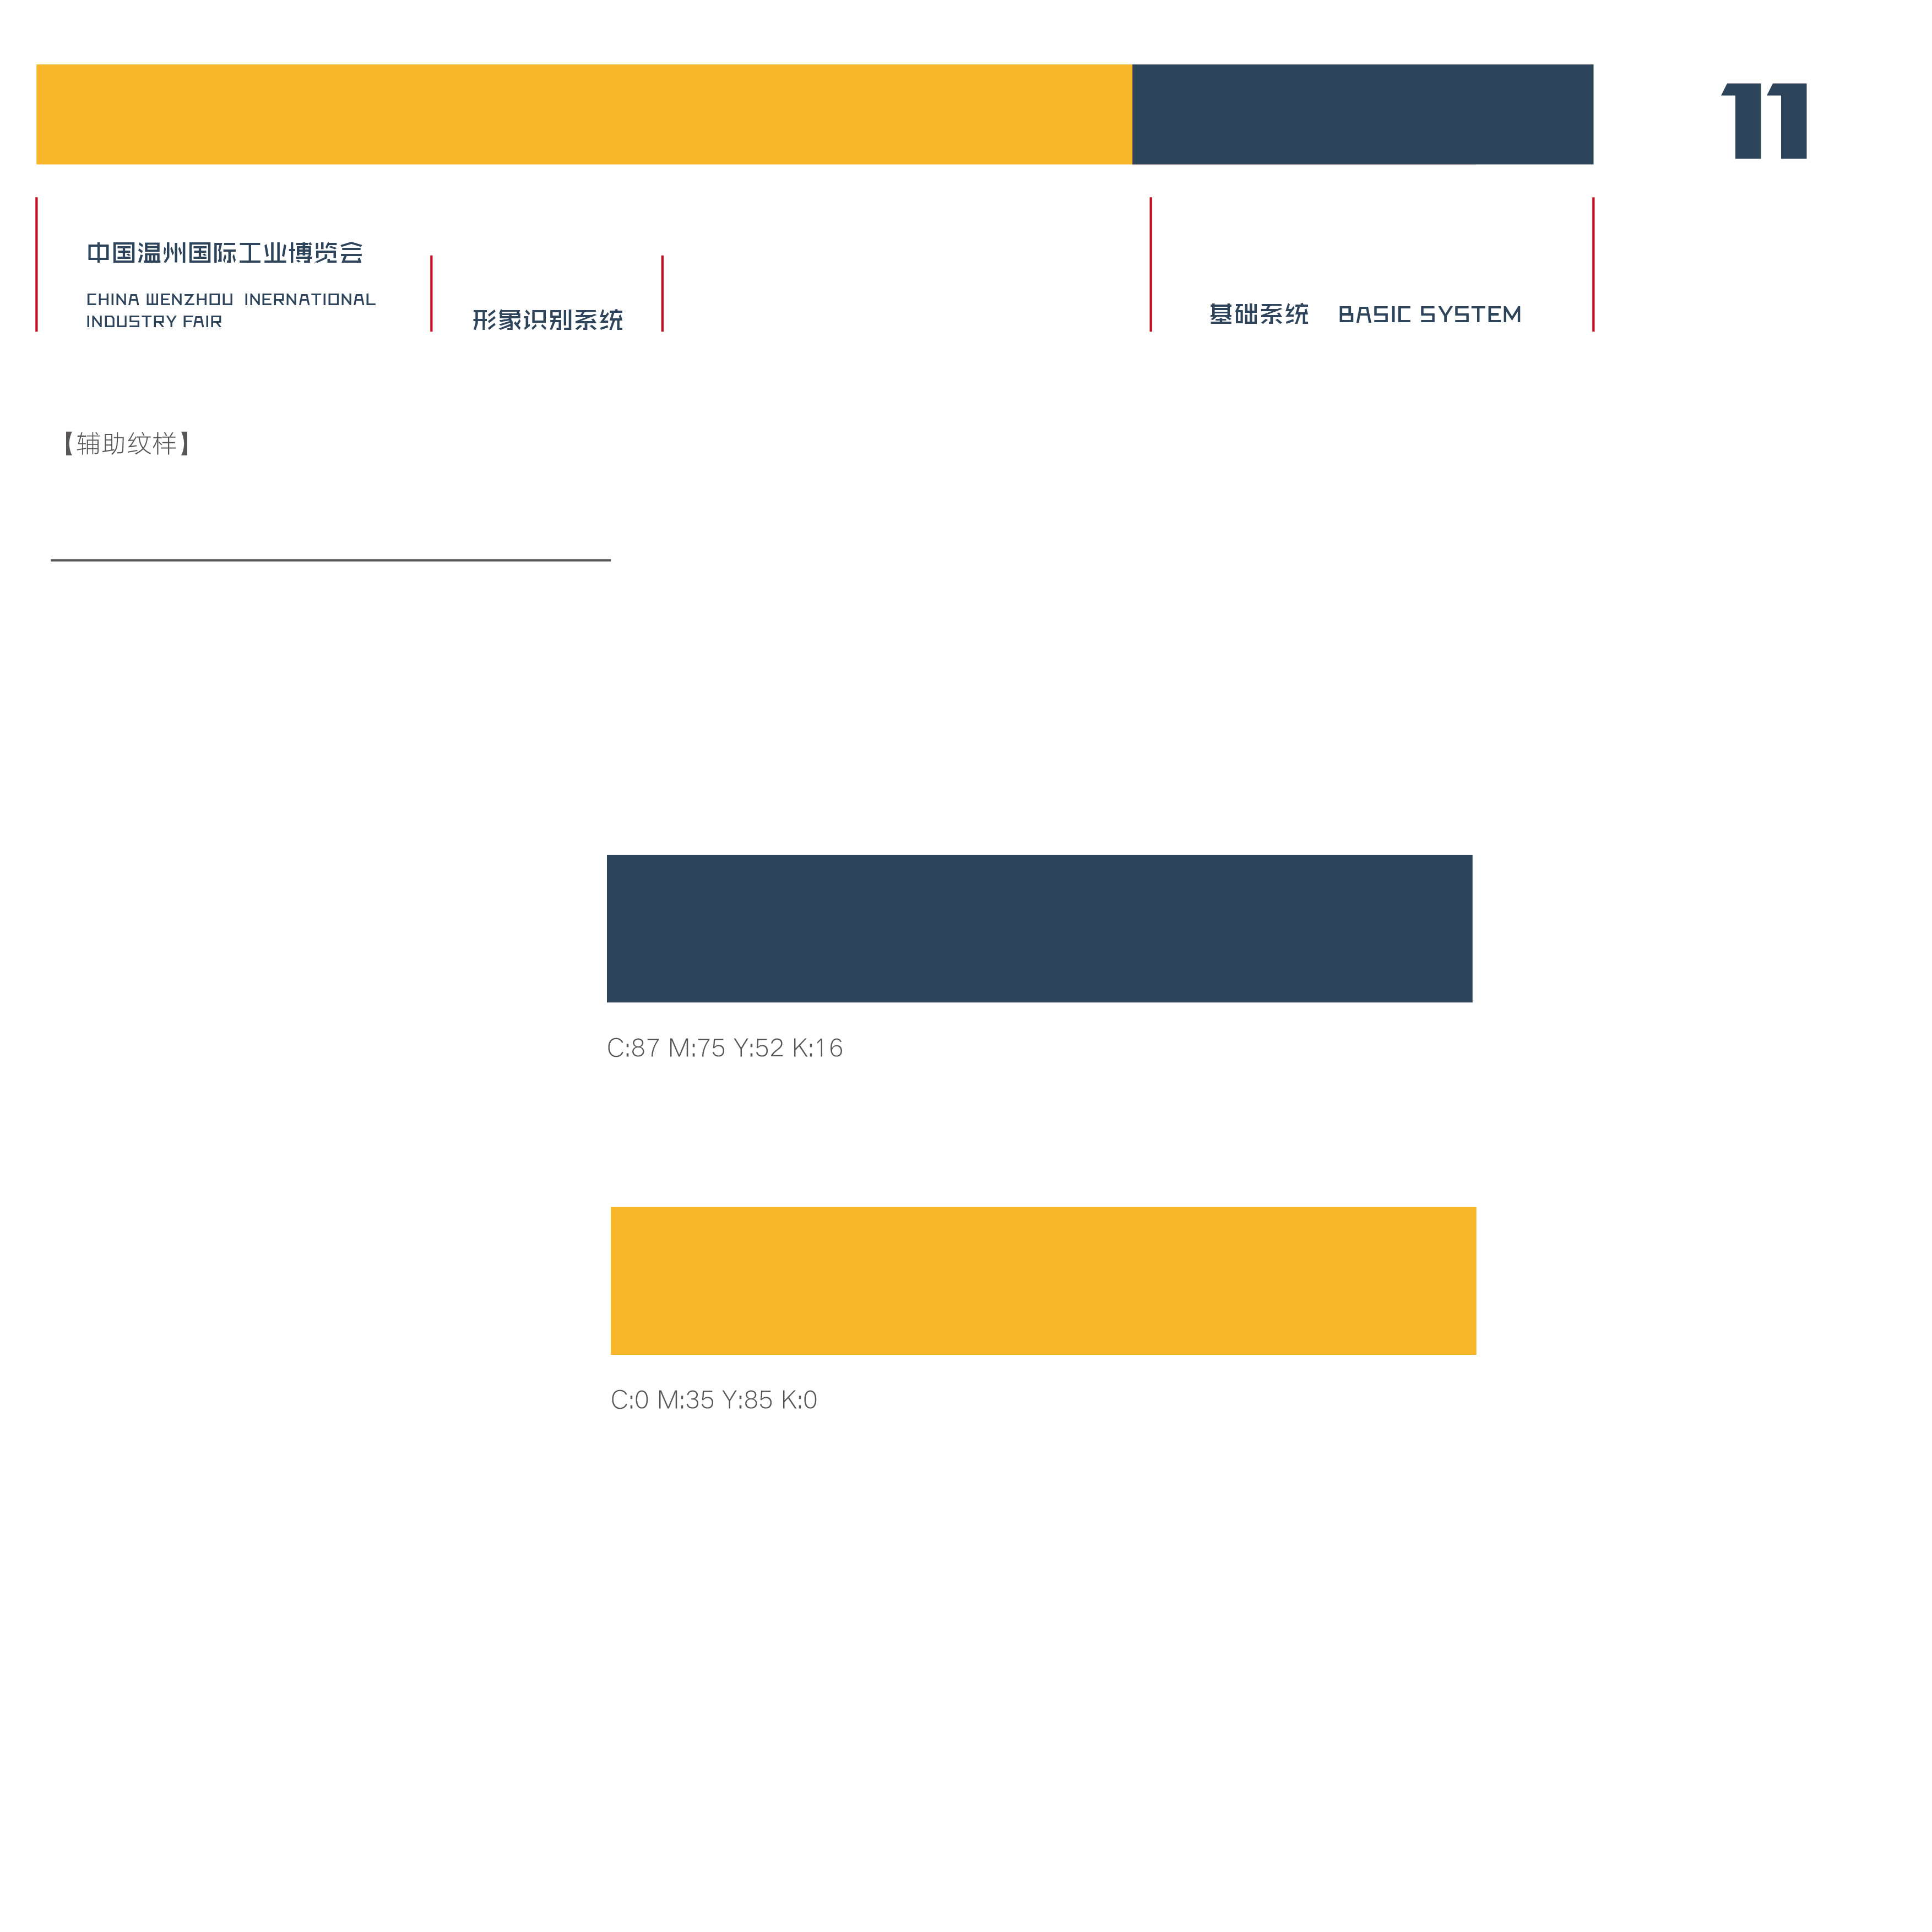 11
中国温州国际工业博览会
CHINA WENZHOU INERNATIONAL
INDUSTRY FAIR
形象识别系统
基础系统 BASIC SYSTEM
【辅助纹样】
C:87 M:75 Y:52 K:16
C:0 M:35 Y:85 K:0